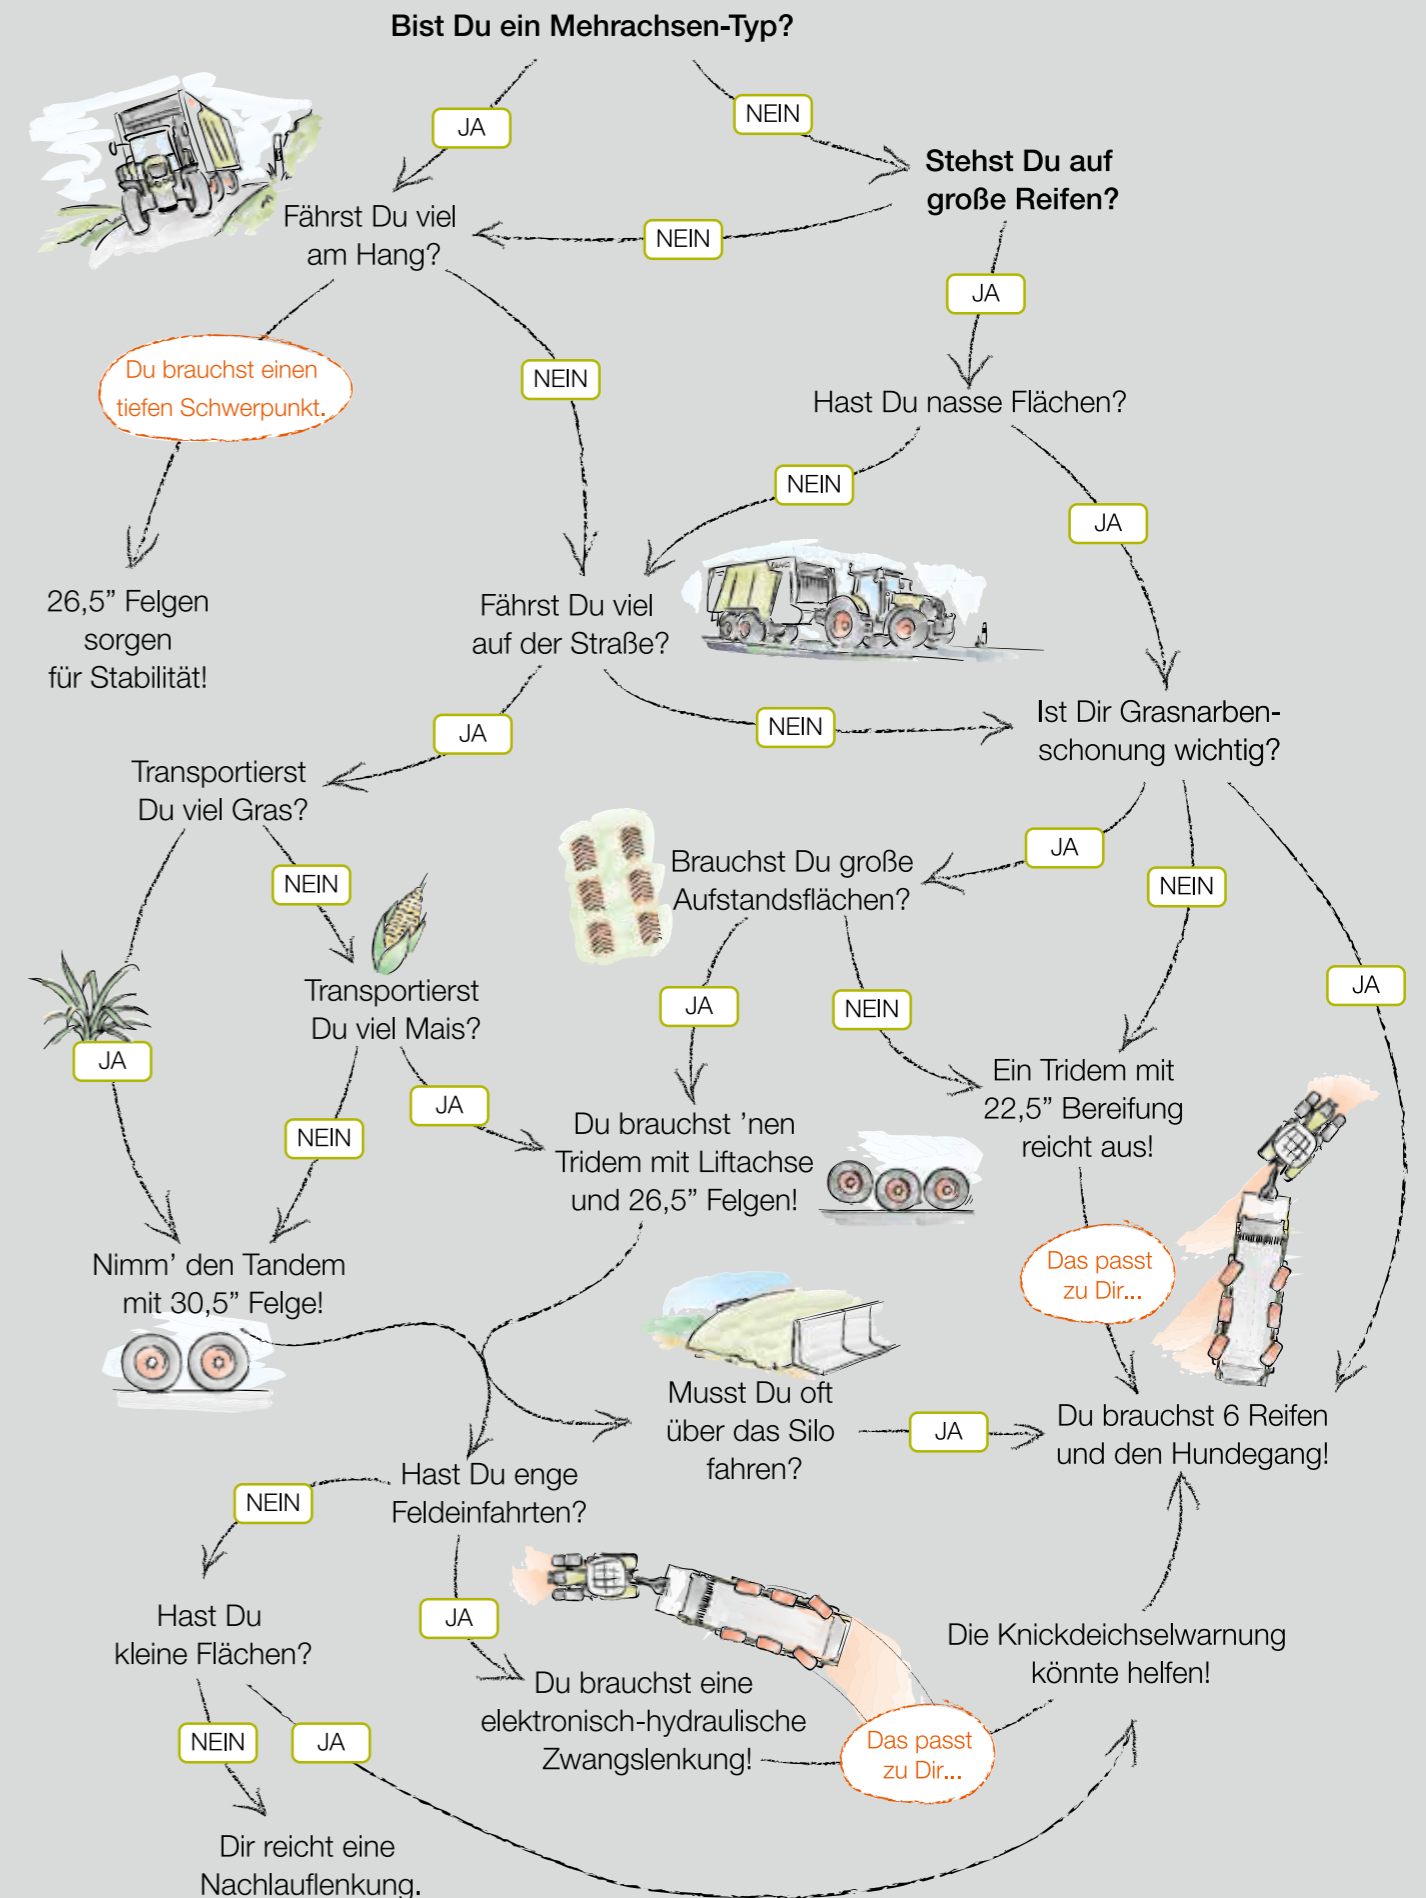 Bist Du ein Mehrachsen-Typ?
JA
NEIN
Stehst Du auf
große Reifen?
Fährst Du viel
am Hang?
NEIN
JA
Du brauchst einen
tiefen Schwerpunkt.
NEIN
Hast Du nasse Flächen?
NEIN
JA
26,5” Felgen
sorgen
für Stabilität!
Fährst Du viel
auf der Straße?
JA
NEIN
Ist Dir Grasnarben-
schonung wichtig?
Transportierst
Du viel Gras?
NEIN
JA
Brauchst Du große
Aufstandsflächen?
JA
NEIN
JA
Transportierst
Du viel Mais?
JA
NEIN
JA
NEIN
JA
NEIN
Ein Tridem mit
22,5” Bereifung
reicht aus!
Du brauchst ’nen
Tridem mit Liftachse
und 26,5” Felgen!
Nimm’ den Tandem
mit 30,5” Felge!
Das passt
zu Dir...
Musst Du oft
über das Silo
fahren?
JA
Du brauchst 6 Reifen
und den Hundegang!
Hast Du enge
Feldeinfahrten?
NEIN
JA
Hast Du
kleine Flächen?
NEIN
JA
Du brauchst eine
elektronisch-hydraulische
Zwangslenkung!
Das passt
zu Dir...
Die Knickdeichselwarnung
könnte helfen!
Dir reicht eine
Nachlauflenkung.